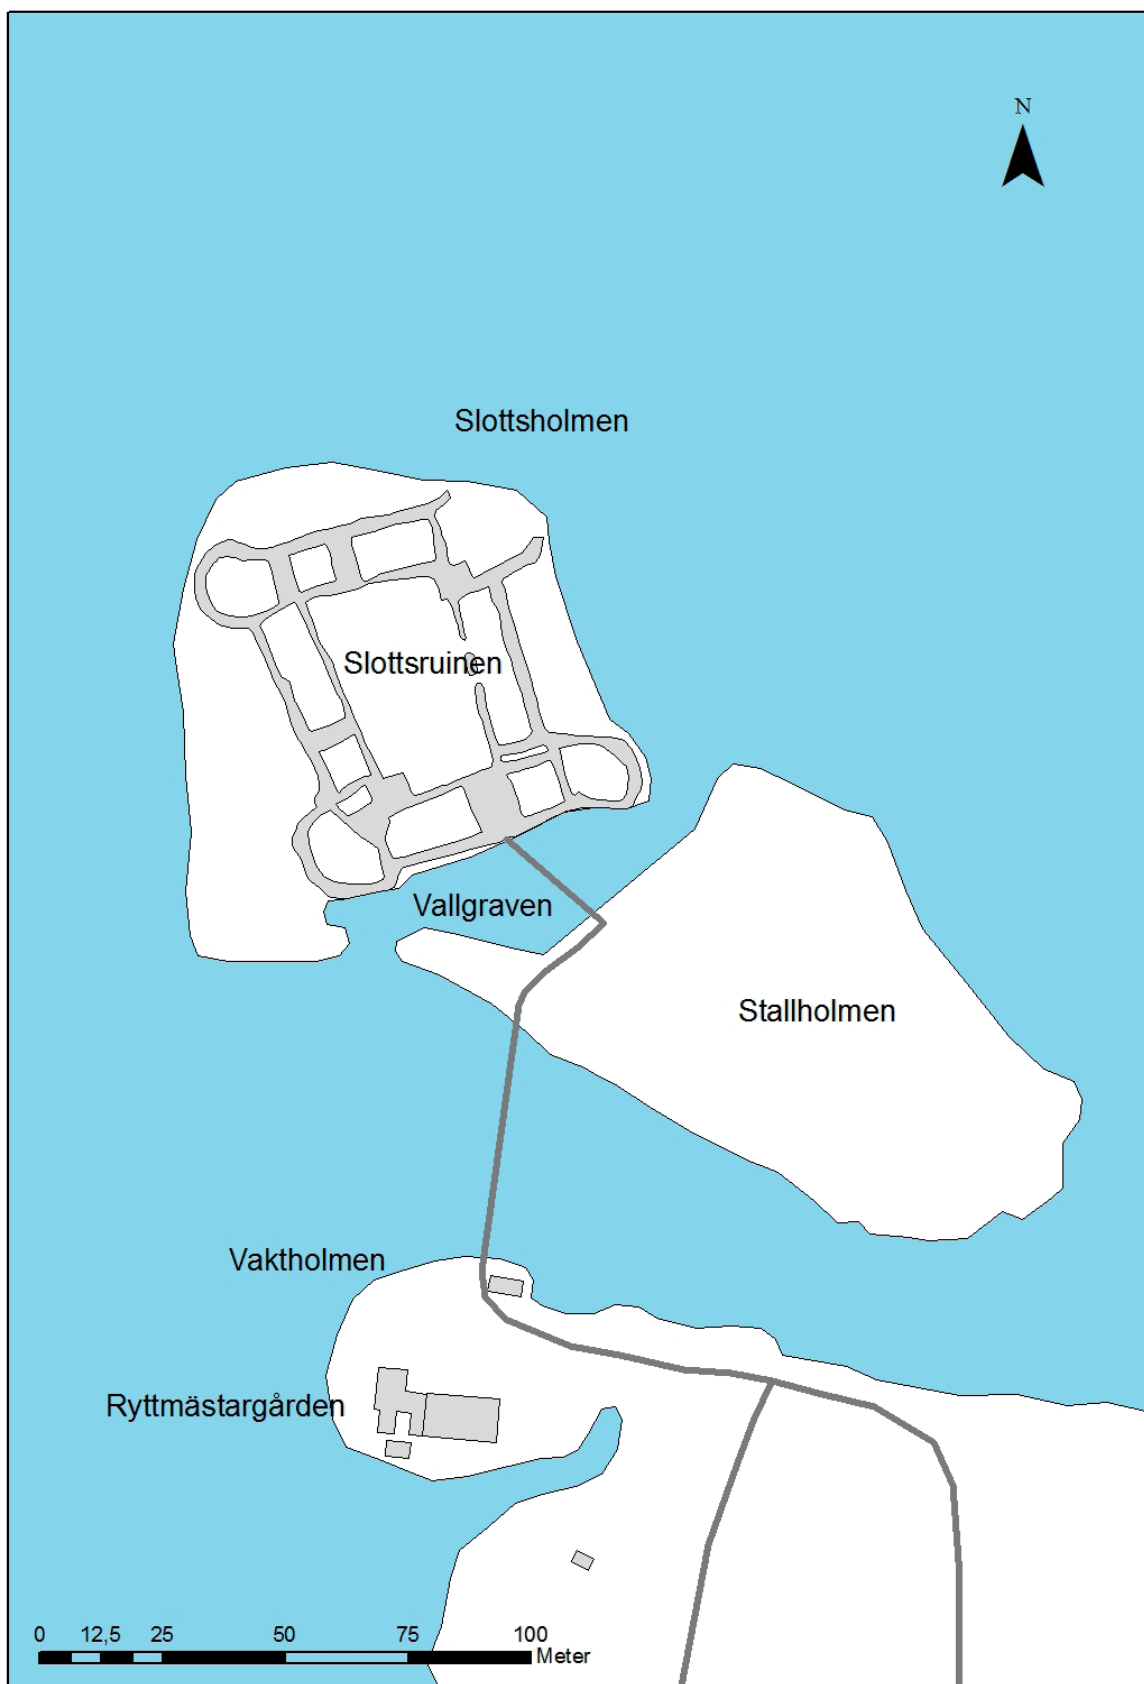 N
Slottsholmen
Slottsruinen
Vallgraven
Stallholmen
Vaktholmen
Ryttmästargården
0 12,5 25 50 75 100
Meter